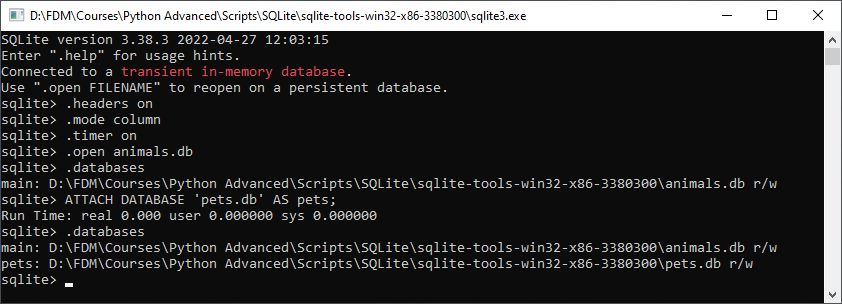 D:\FDM\Courses\Python Advanced\Scripts\SQLite\sqlite-tools-win32-x86-3380300\sqlite3.exe
SQLite version 3.38.3 2022-04-27 12:03:15
Enter ".help" for usage hints.
Connected to a transient in-memory database.
Use ".open FILENAME" to reopen on a persistent database.
sqlite> .headers on
sqlite> .mode column
sqlite> .timer on
sqlite> .open animals.db
sqlite> .databases
main: D:\FDM\Courses\Python Advanced\Scripts\SQLite\sqlite-tools-win32-x86-3380300\animals.db r/w
sqlite> ATTACH DATABASE 'pets.db' AS pets;
Run Time: real 0.000 user 0.000000 sys 0.000000
sqlite> .databases
main: D:\FDM\Courses\Python Advanced\Scripts\SQLite\sqlite-tools-win32-x86-3380300\animals.db r/w
pets: D:\FDM\Courses\Python Advanced\Scripts\SQLite\sqlite-tools-win32-x86-3380300\pets.db r/w
sqlite>